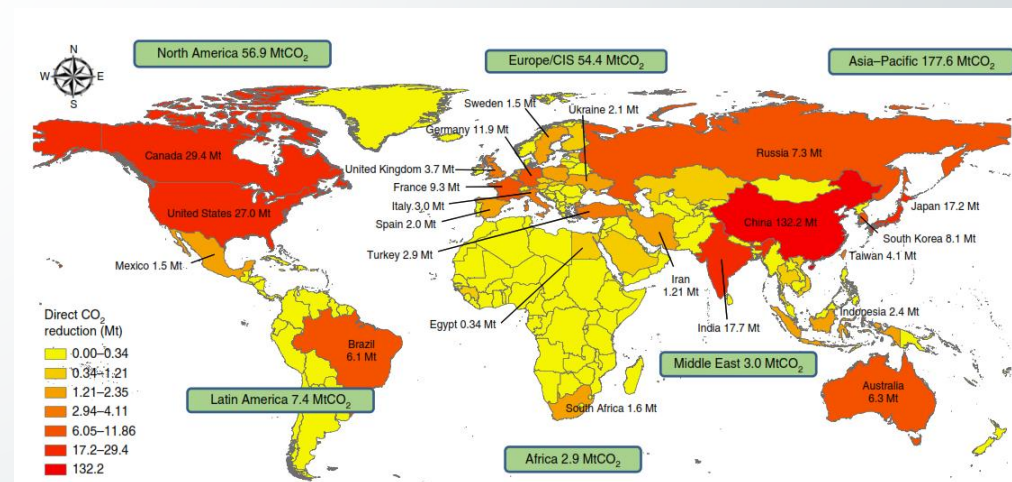 North America 56.9 MtCO₂
Europe/CIS 54.4 MtCO₂
Asia–Pacific 177.6 MtCO₂
N
W E
S
Sweden 1.5 Mt
Ukraine 2.1 Mt
Germany 11.9 Mt
Canada 29.4 Mt
Russia 7.3 Mt
United Kingdom 3.7 Mt
France 9.3 Mt
Italy 3.0 Mt
Spain 2.0 Mt
United States 27.0 Mt
China 132.2 Mt
Japan 17.2 Mt
South Korea 8.1 Mt
Turkey 2.9 Mt
Taiwan 4.1 Mt
Mexico 1.5 Mt
Iran
1.21 Mt
Egypt 0.34 Mt
India 17.7 Mt
Indonesia 2.4 Mt
Direct CO₂
reduction (Mt)
0.00–0.34
0.34–1.21
1.21–2.35
2.94–4.11
6.05–11.86
17.2–29.4
132.2
Brazil
6.1 Mt
Middle East 3.0 MtCO₂
Australia
6.3 Mt
Latin America 7.4 MtCO₂
South Africa 1.6 Mt
Africa 2.9 MtCO₂